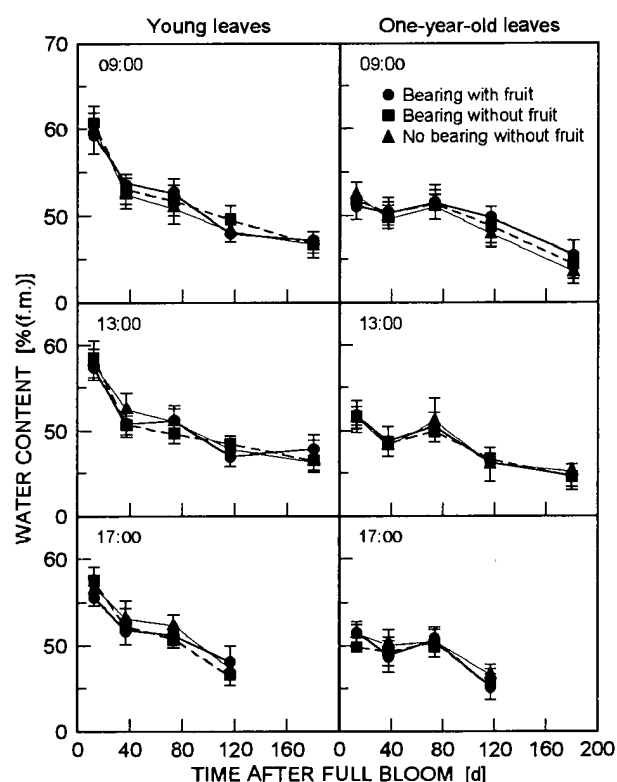 Young leaves One-year-old leaves
70
09:00 09:00
Bearing with fruit
60
Bearing without fruit
No bearing without fruit
50
0
13:00 13:00
60
50
0
17:00 17:00
60
50
0
0 40 80 120 160 0 40 80 120 160 200
WATER CONTENT [%(f.m.)]
TIME AFTER FULL BLOOM [d]